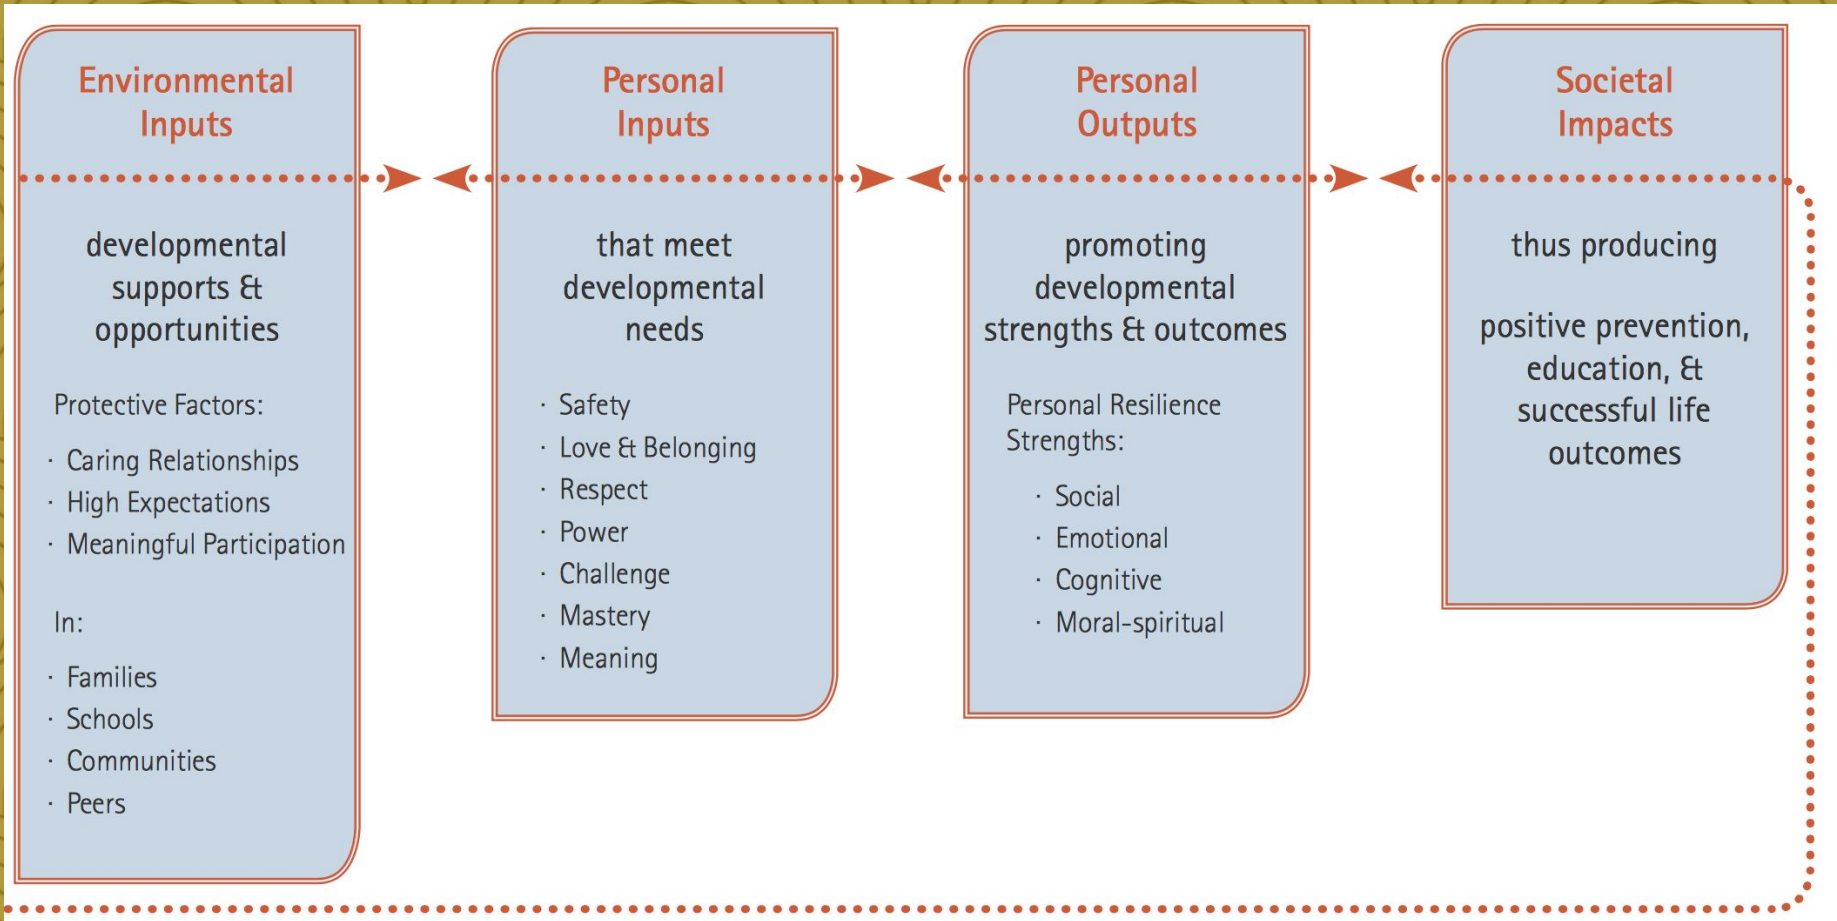 Environmental
Inputs
developmental
supports &
opportunities
Protective Factors:
· Caring Relationships
· High Expectations
· Meaningful Participation
In:
· Families
· Schools
· Communities
· Peers
Personal
Inputs
that meet
developmental
needs
· Safety
· Love & Belonging
· Respect
· Power
· Challenge
· Mastery
· Meaning
Personal
Outputs
promoting
developmental
strengths & outcomes
Personal Resilience
Strengths:
· Social
· Emotional
· Cognitive
· Moral-spiritual
Societal
Impacts
thus producing
positive prevention,
education, &
successful life
outcomes